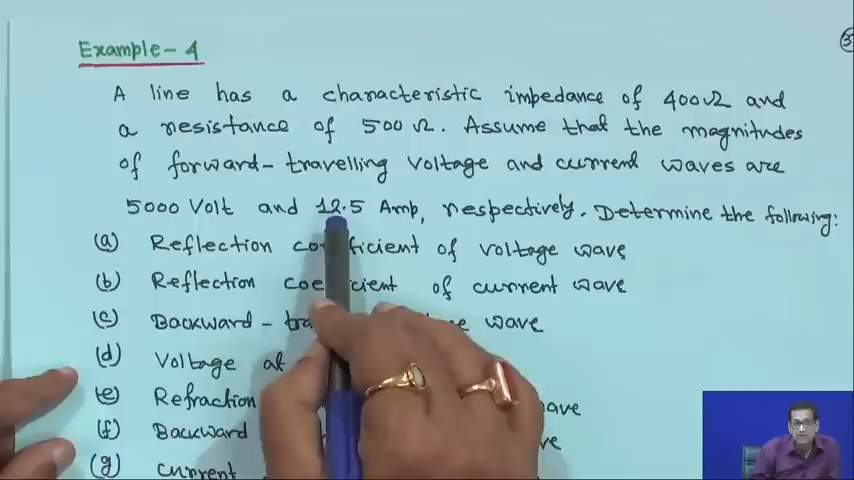 Example - 4
A line has a characteristic impedance of 400Ω and
a resistance of 500 Ω. Assume that the magnitudes
of forward-travelling voltage and current waves are
5000 Volt and 12.5 Amp, respectively. Determine the following:
(a) Reflection coefficient of voltage wave
(b) Reflection coefficient of current wave
(c) Backward - wave
(d) Voltage at
(e) Refraction
(f) Backward
(g) current